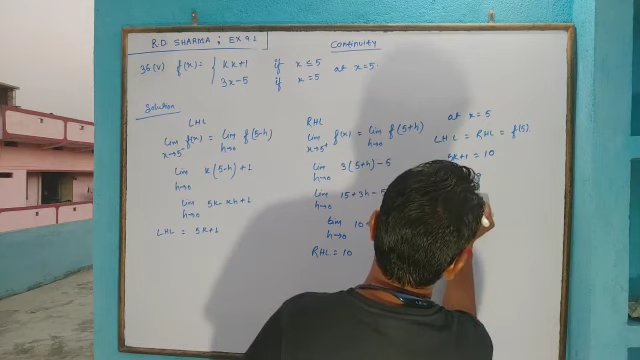 R.D SHARMA : EX 9.1
Continuity
36(v) f(x) = { kx+1 if x ≤ 5 at x=5
3x-5 if x = 5
Solution
LHL
lim x→5⁻ f(x) = lim h→0 f(5-h)
lim h→0 k(5-h)+1
lim h→0 5k-kh+1
LHL = 5k+1
RHL
lim x→5⁺ f(x) = lim h→0 f(5+h)
lim h→0 3(5+h)-5
lim h→0 15+3h-5
lim h→0 10
RHL = 10
at x=5
LHL = RHL = f(5)
5k+1 = 10